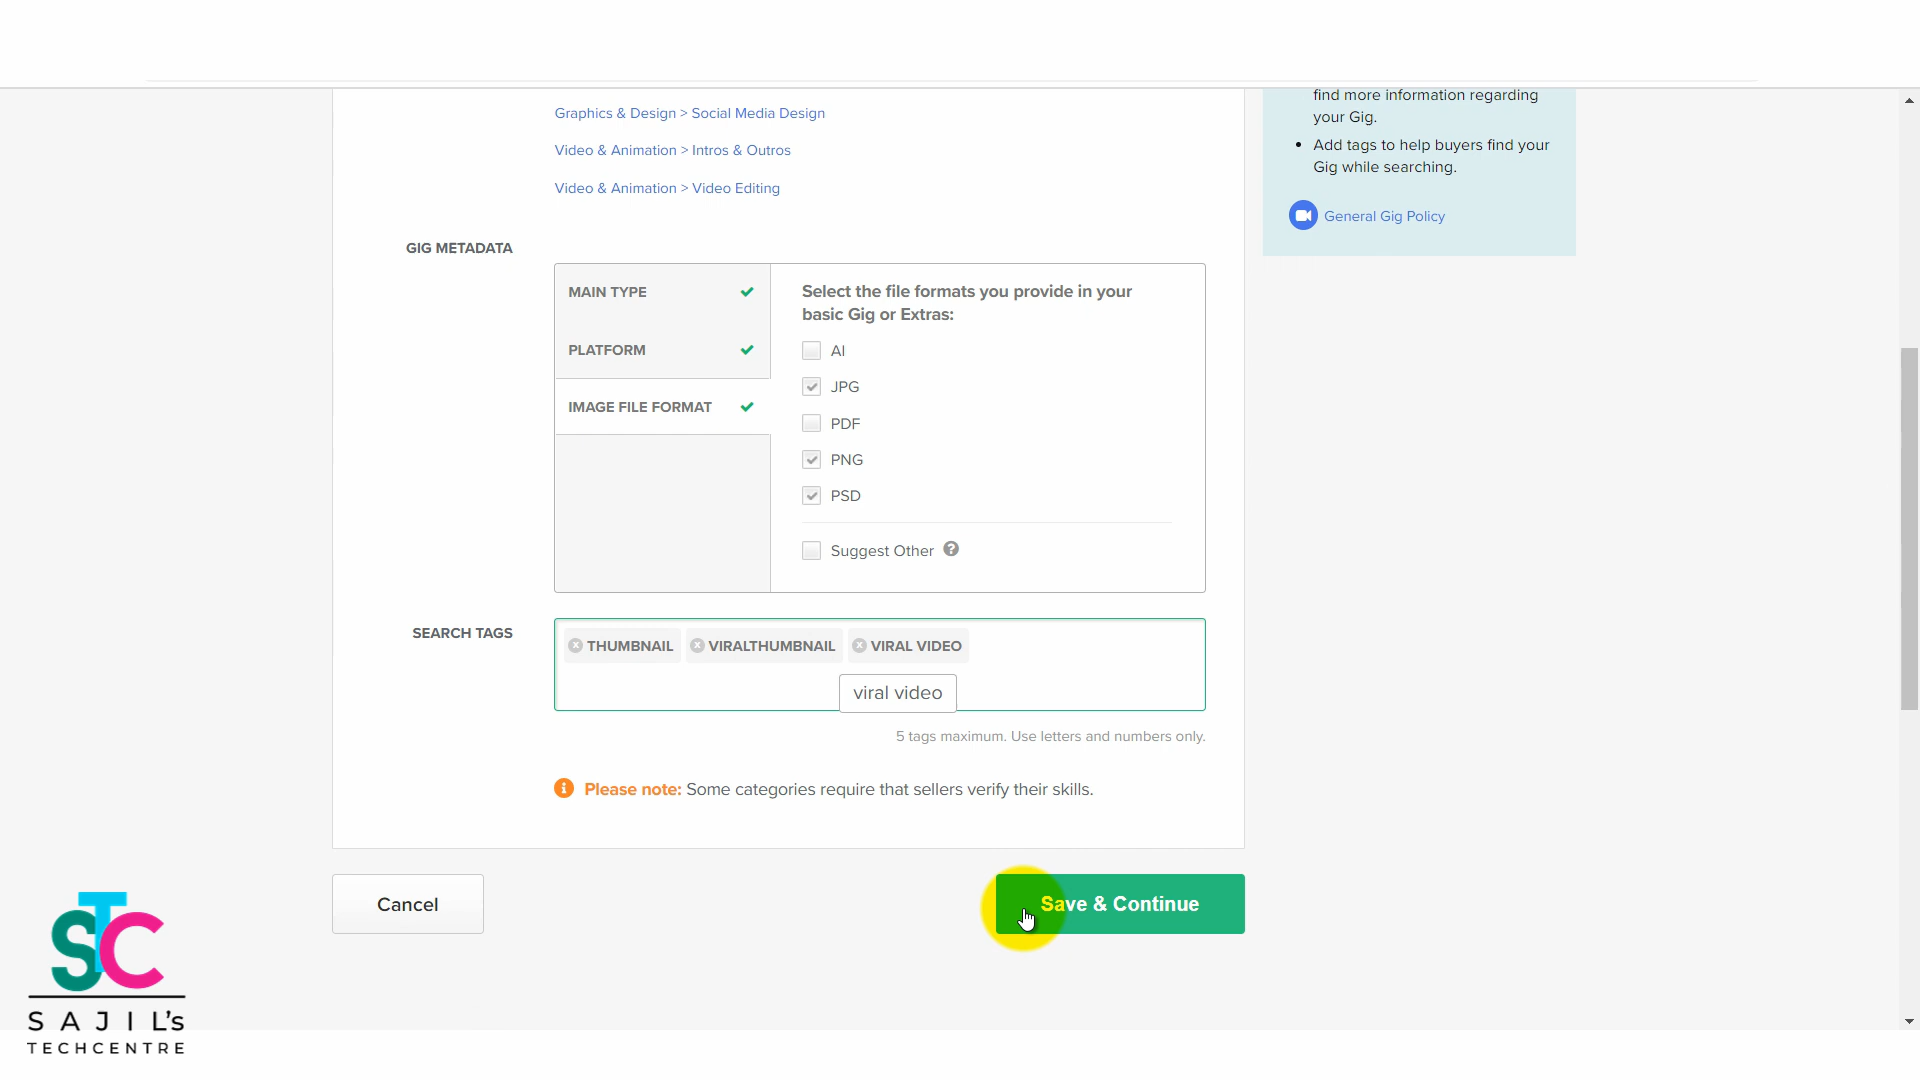 find more information regarding
your Gig.
Graphics & Design > Social Media Design
Add tags to help buyers find your
Gig while searching.
Video & Animation > Intros & Outros
Video & Animation > Video Editing
General Gig Policy
GIG METADATA
MAIN TYPE
PLATFORM
IMAGE FILE FORMAT
Select the file formats you provide in your
basic Gig or Extras:
AI
JPG
PDF
PNG
PSD
Suggest Other ?
SEARCH TAGS
THUMBNAIL VIRALTHUMBNAIL VIRAL VIDEO
viral video
5 tags maximum. Use letters and numbers only.
Please note: Some categories require that sellers verify their skills.
Cancel
Save & Continue
STC
SAJIL's
TECHCENTRE